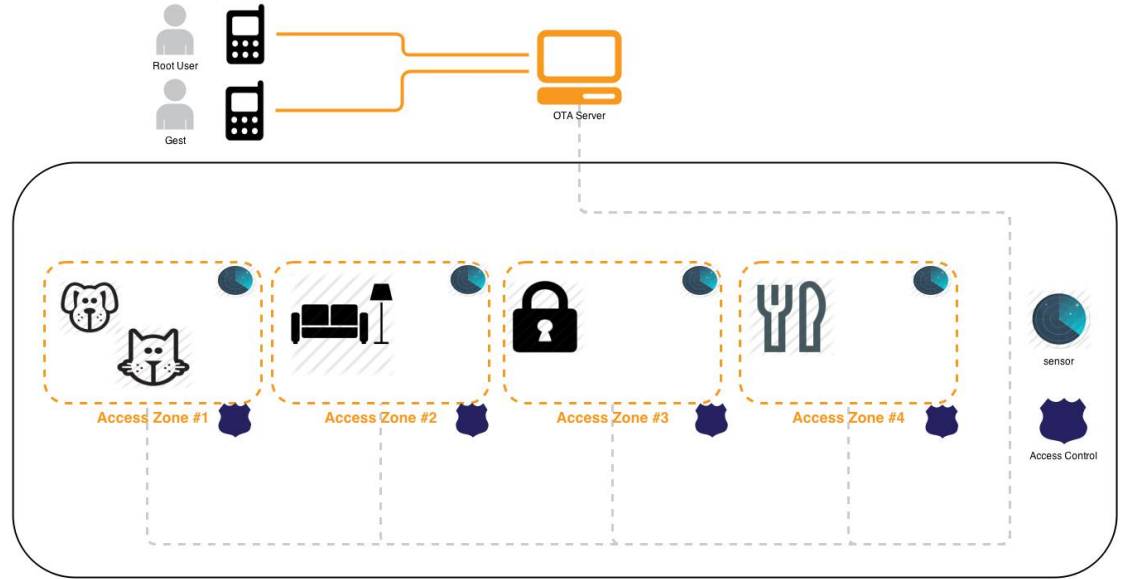 Root User
Gest
OTA Server
Access Zone #1
Access Zone #2
Access Zone #3
Access Zone #4
sensor
Access Control